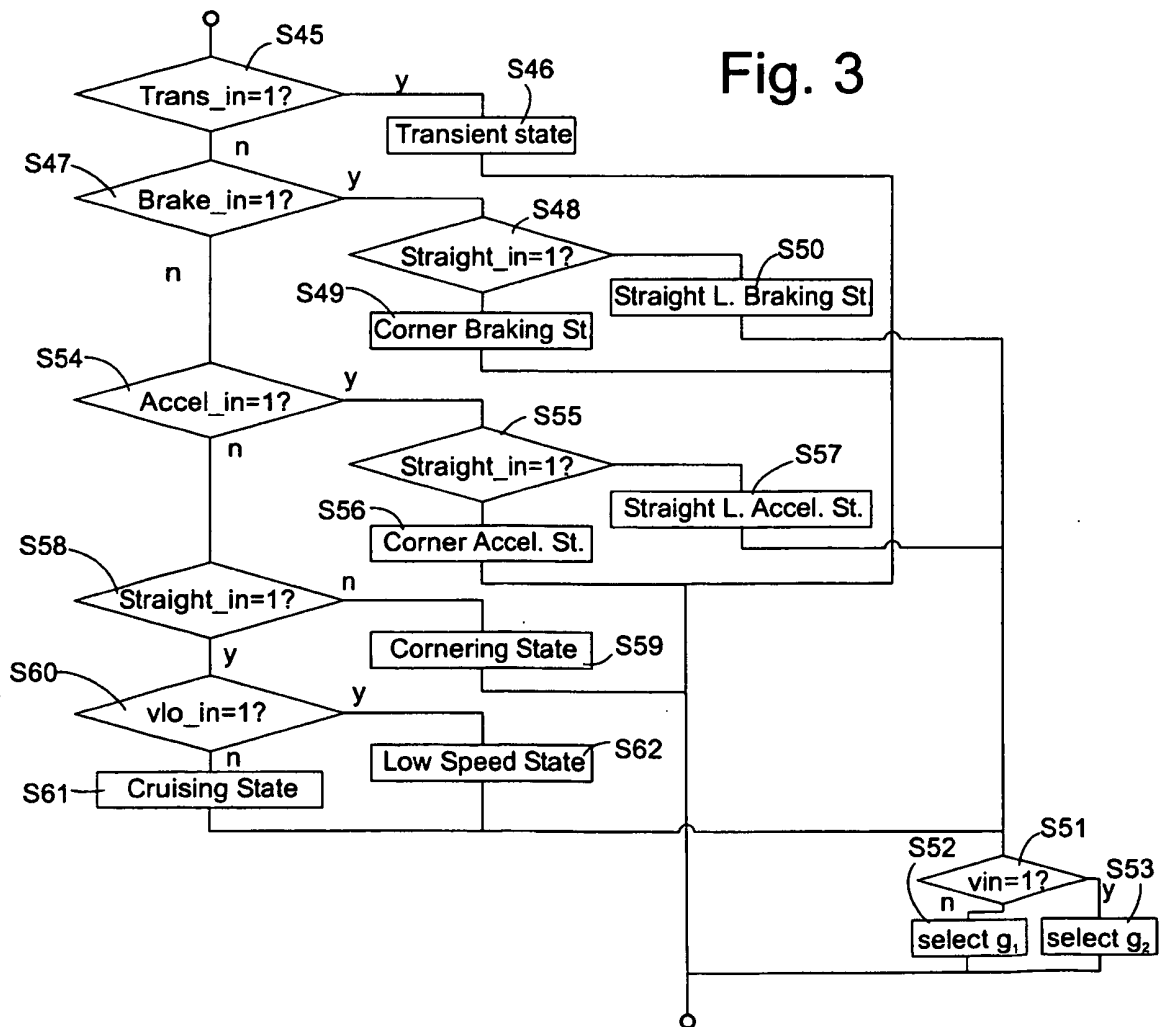 Fig. 3
S45
Trans_in=1?
y
n
S46
Transient state
S47
Brake_in=1?
y
n
S48
Straight_in=1?
S50
Straight L. Braking St.
S49
Corner Braking St.
S54
Accel_in=1?
y
n
S55
Straight_in=1?
S57
Straight L. Accel. St.
S56
Corner Accel. St.
S58
Straight_in=1?
n
y
Cornering State
S59
S60
vlo_in=1?
y
n
Low Speed State
S62
S61
Cruising State
S51
vin=1?
n
y
S52
select g₁
S53
select g₂